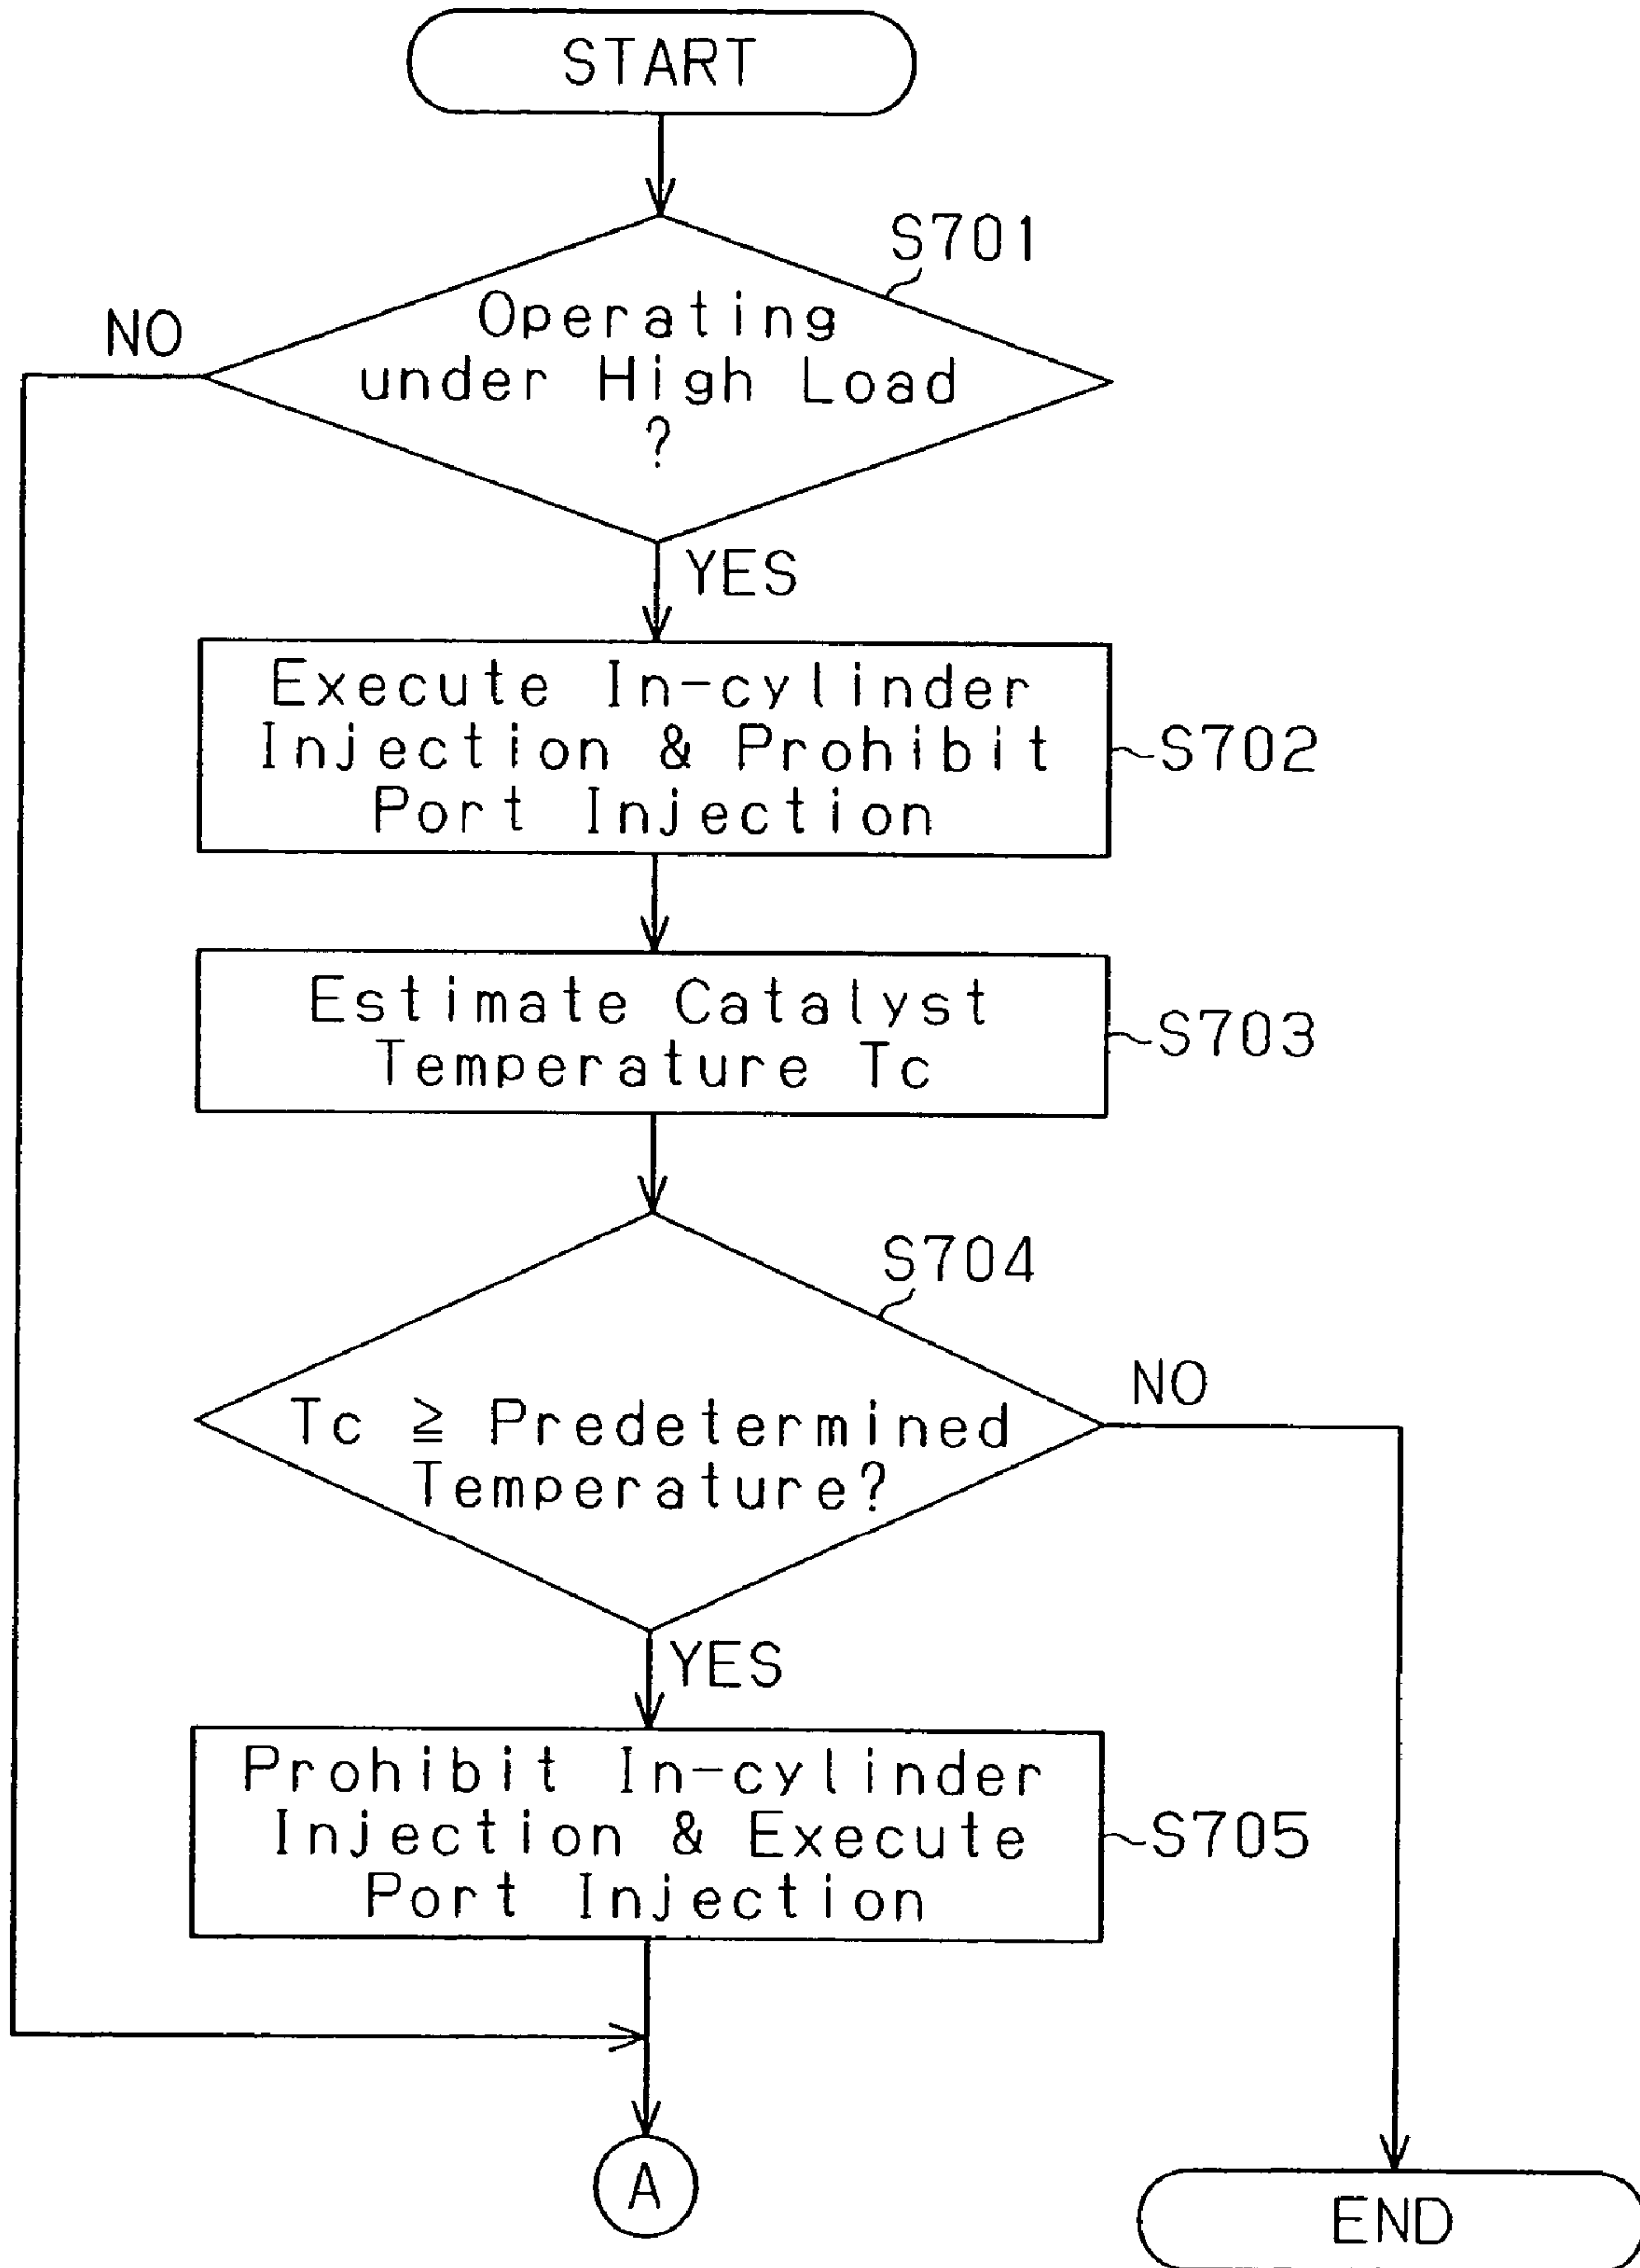 START
S701
NO
Operating
under High Load
?
YES
Execute In-cylinder
Injection & Prohibit
Port Injection
S702
Estimate Catalyst
Temperature Tc
S703
S704
NO
Tc ≧ Predetermined
Temperature?
YES
Prohibit In-cylinder
Injection & Execute
Port Injection
S705
A
END